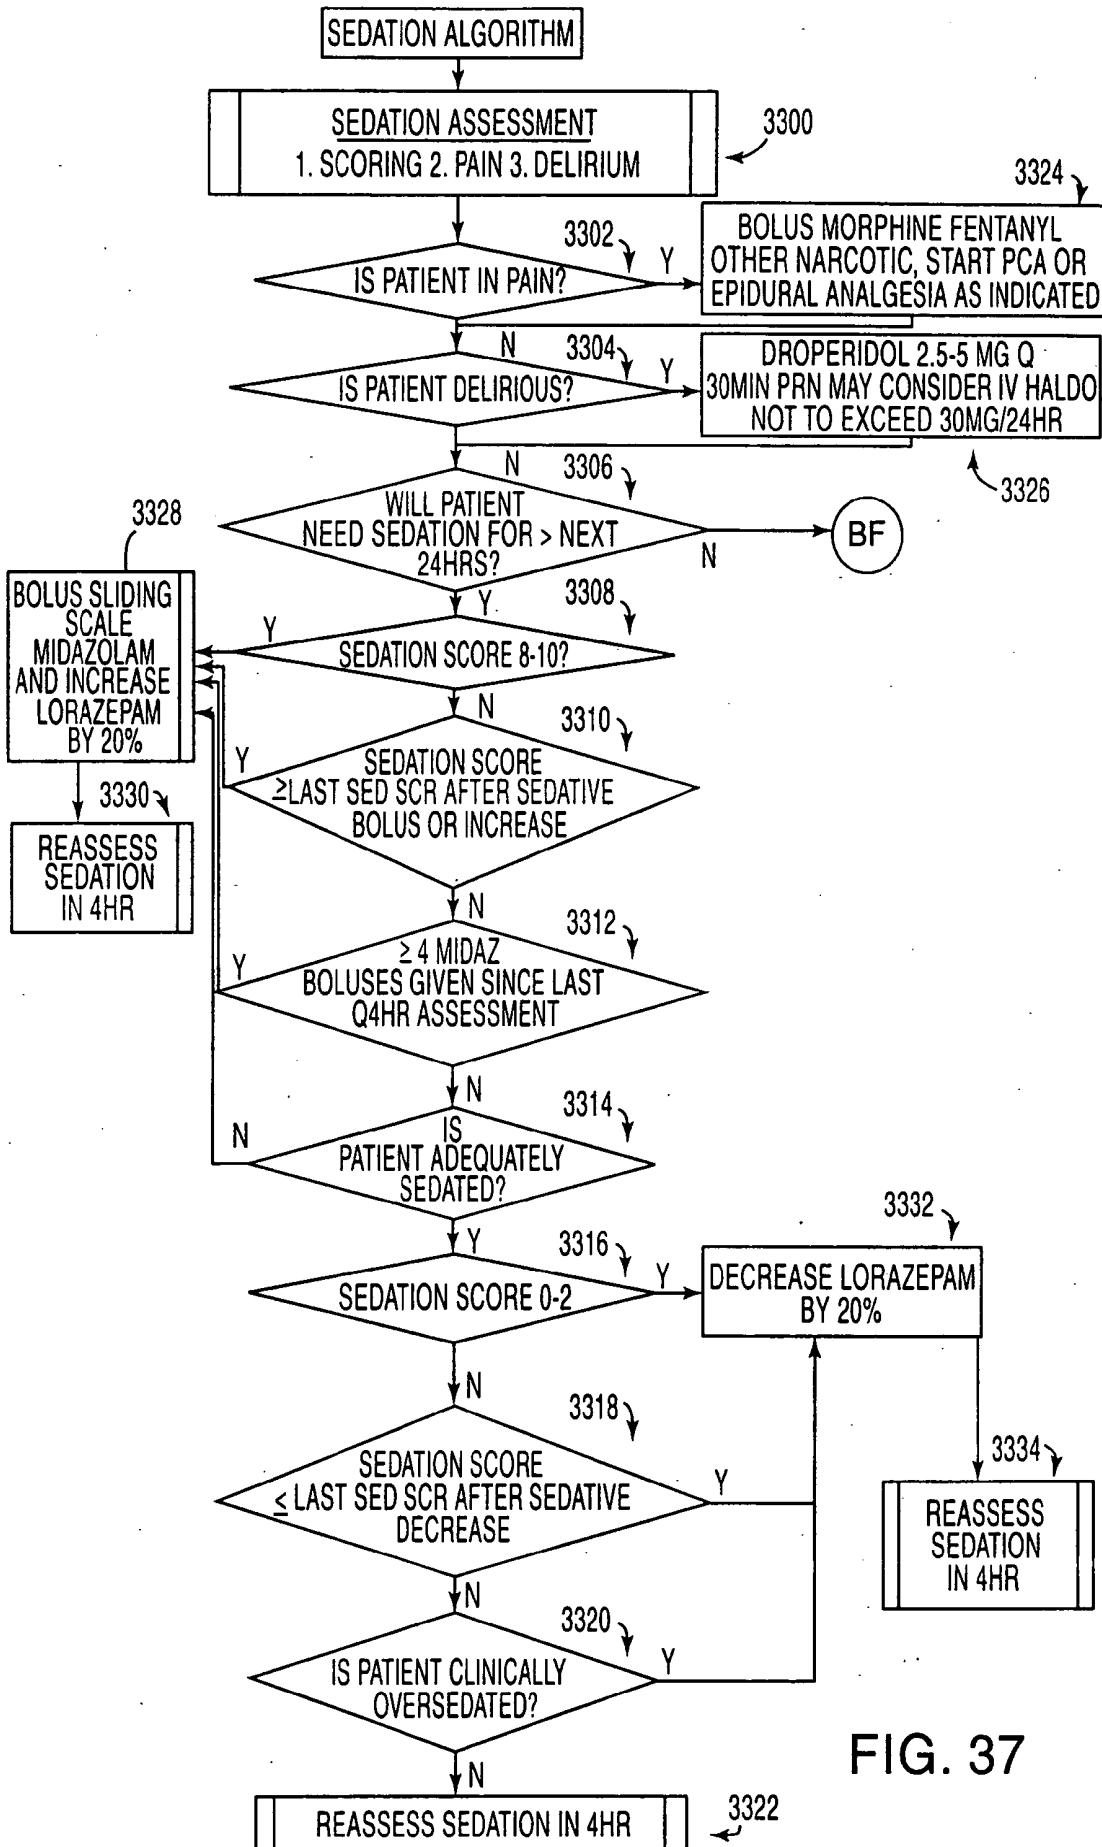 SEDATION ALGORITHM
SEDATION ASSESSMENT
1. SCORING 2. PAIN 3. DELIRIUM
3300
3324
BOLUS MORPHINE FENTANYL
OTHER NARCOTIC, START PCA OR
EPIDURAL ANALGESIA AS INDICATED
3302
IS PATIENT IN PAIN?
Y
N
3304
IS PATIENT DELIRIOUS?
Y
DROPERIDOL 2.5-5 MG Q
30MIN PRN MAY CONSIDER IV HALDO
NOT TO EXCEED 30MG/24HR
3326
N
3306
WILL PATIENT
NEED SEDATION FOR > NEXT
24HRS?
N
BF
Y
3328
BOLUS SLIDING
SCALE
MIDAZOLAM
AND INCREASE
LORAZEPAM
BY 20%
3308
Y
SEDATION SCORE 8-10?
N
3310
Y
SEDATION SCORE
≥LAST SED SCR AFTER SEDATIVE
BOLUS OR INCREASE
3330
REASSESS
SEDATION
IN 4HR
N
3312
Y
≥ 4 MIDAZ
BOLUSES GIVEN SINCE LAST
Q4HR ASSESSMENT
N
3314
N
IS
PATIENT ADEQUATELY
SEDATED?
Y
3316
SEDATION SCORE 0-2
Y
3332
DECREASE LORAZEPAM
BY 20%
N
3318
SEDATION SCORE
≤ LAST SED SCR AFTER SEDATIVE
DECREASE
Y
3334
REASSESS
SEDATION
IN 4HR
N
3320
IS PATIENT CLINICALLY
OVERSEDATED?
Y
N
REASSESS SEDATION IN 4HR
3322
FIG. 37